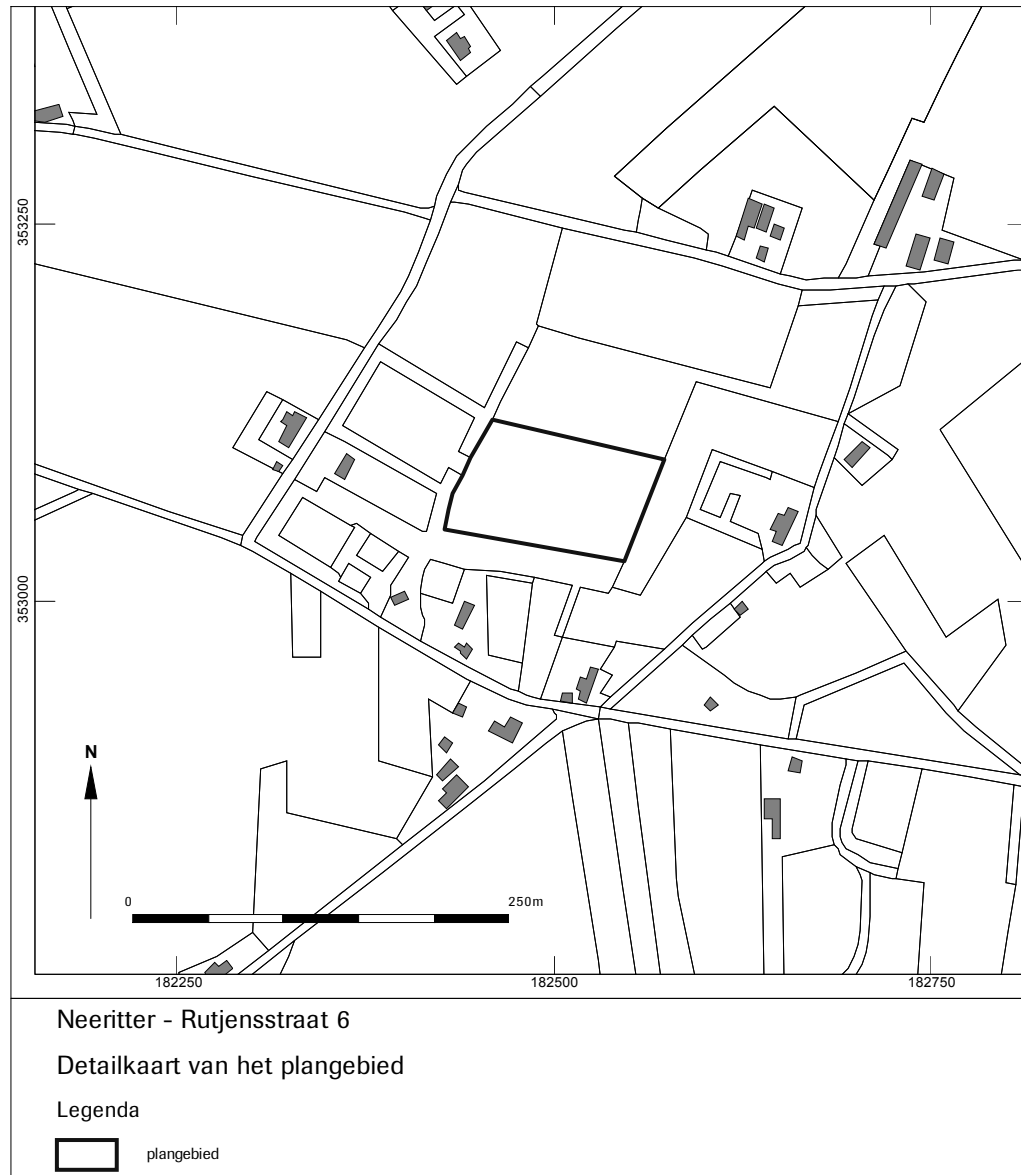 353250
353000
N
0
250m
182250
182500
182750
Neeritter - Rutjensstraat 6
Detailkaart van het plangebied
Legenda
plangebied